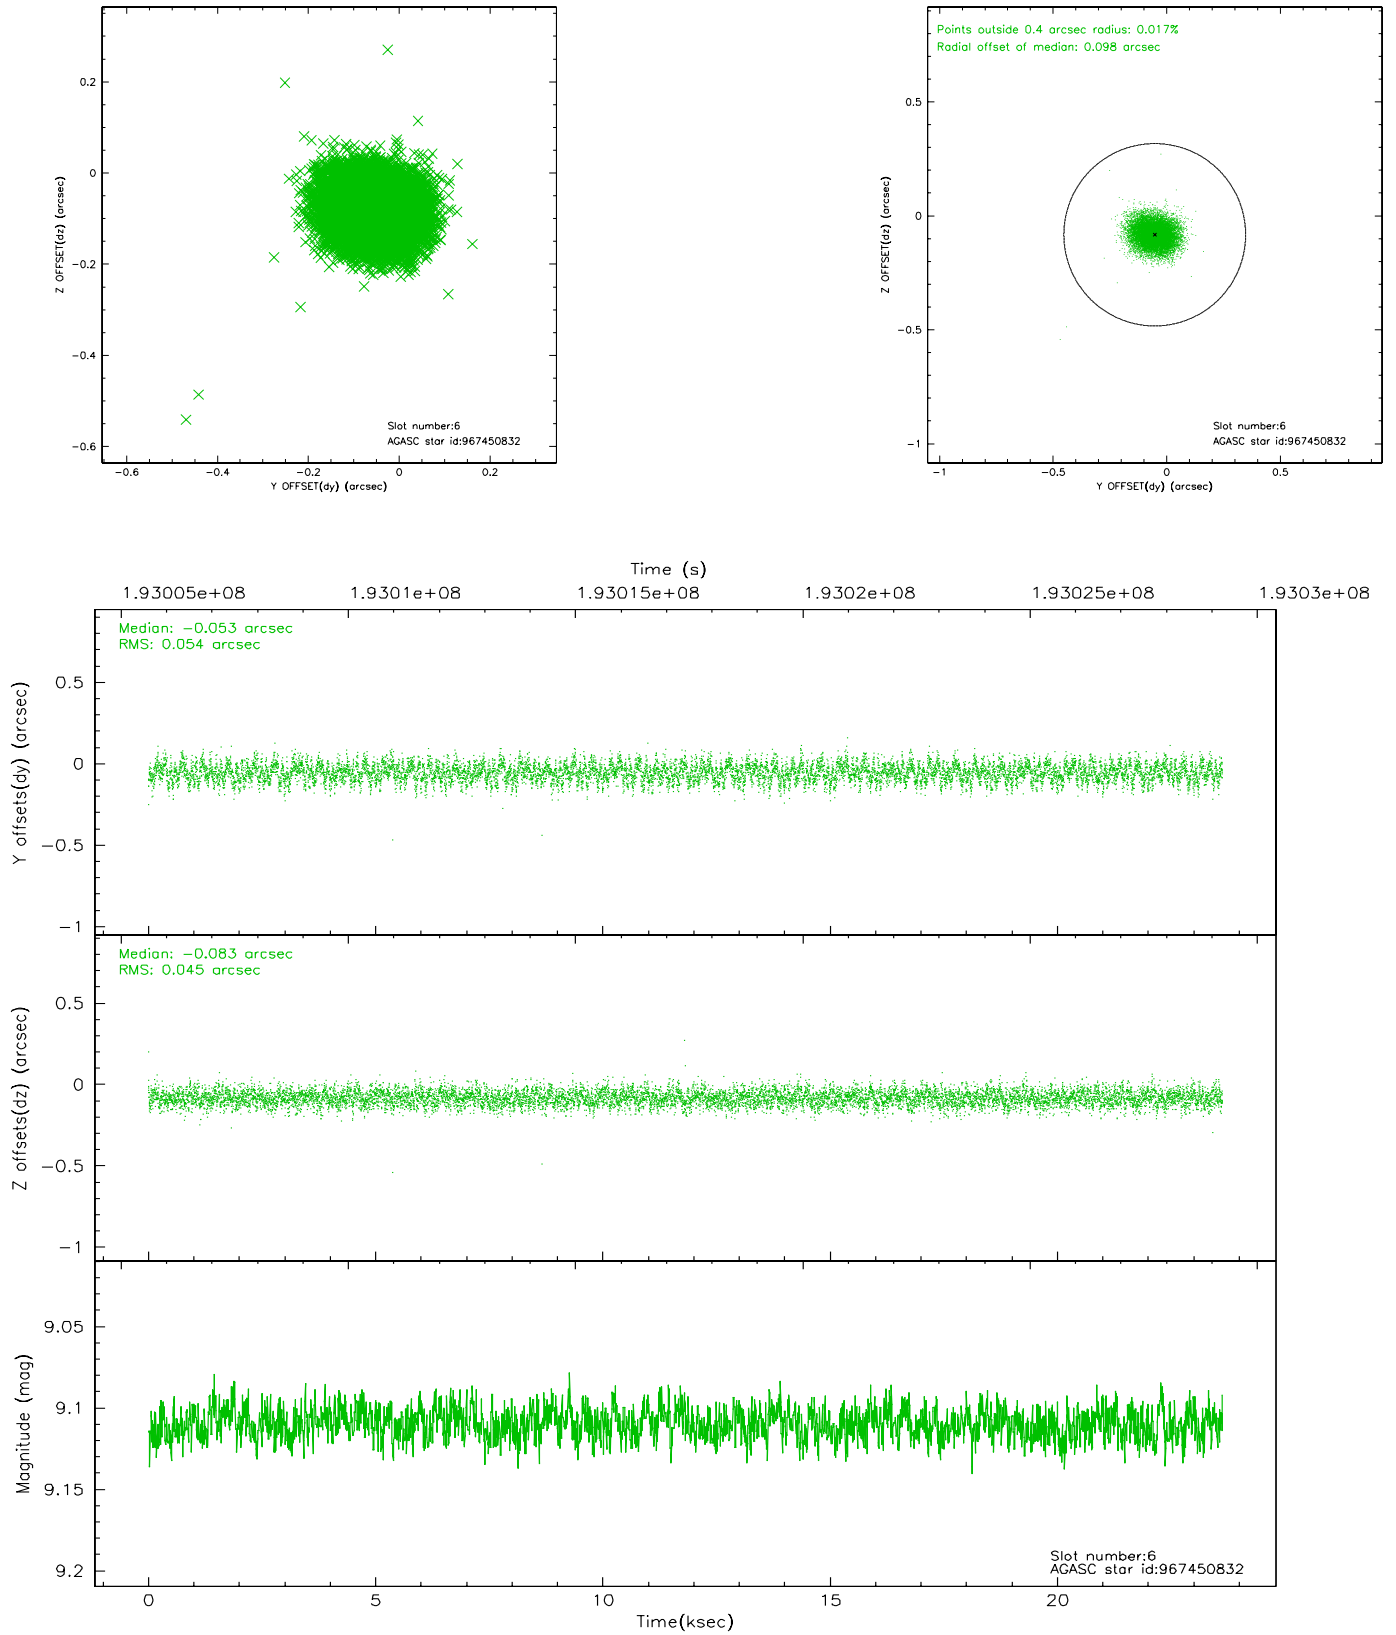 0.2
0
-0.2
-0.4
-0.6
Z OFFSET(dz) (arcsec)
Slot number:6
AGASC star id:967450832
-0.6 -0.4 -0.2 0 0.2
Y OFFSET(dy) (arcsec)
Points outside 0.4 arcsec radius: 0.017%
Radial offset of median: 0.098 arcsec
0.5
0
-0.5
-1
Z OFFSET(dz) (arcsec)
Slot number:6
AGASC star id:967450832
-1 -0.5 0 0.5
Y OFFSET(dy) (arcsec)
Time (s)
1.93005e+08 1.9301e+08 1.93015e+08 1.9302e+08 1.93025e+08 1.9303e+08
Median: -0.053 arcsec
RMS: 0.054 arcsec
0.5
0
-0.5
-1
Y offsets(dy) (arcsec)
Median: -0.083 arcsec
RMS: 0.045 arcsec
0.5
0
-0.5
-1
Z offsets(dz) (arcsec)
9.05
9.1
9.15
9.2
Magnitude (mag)
Slot number:6
AGASC star id:967450832
0 5 10 15 20
Time(ksec)